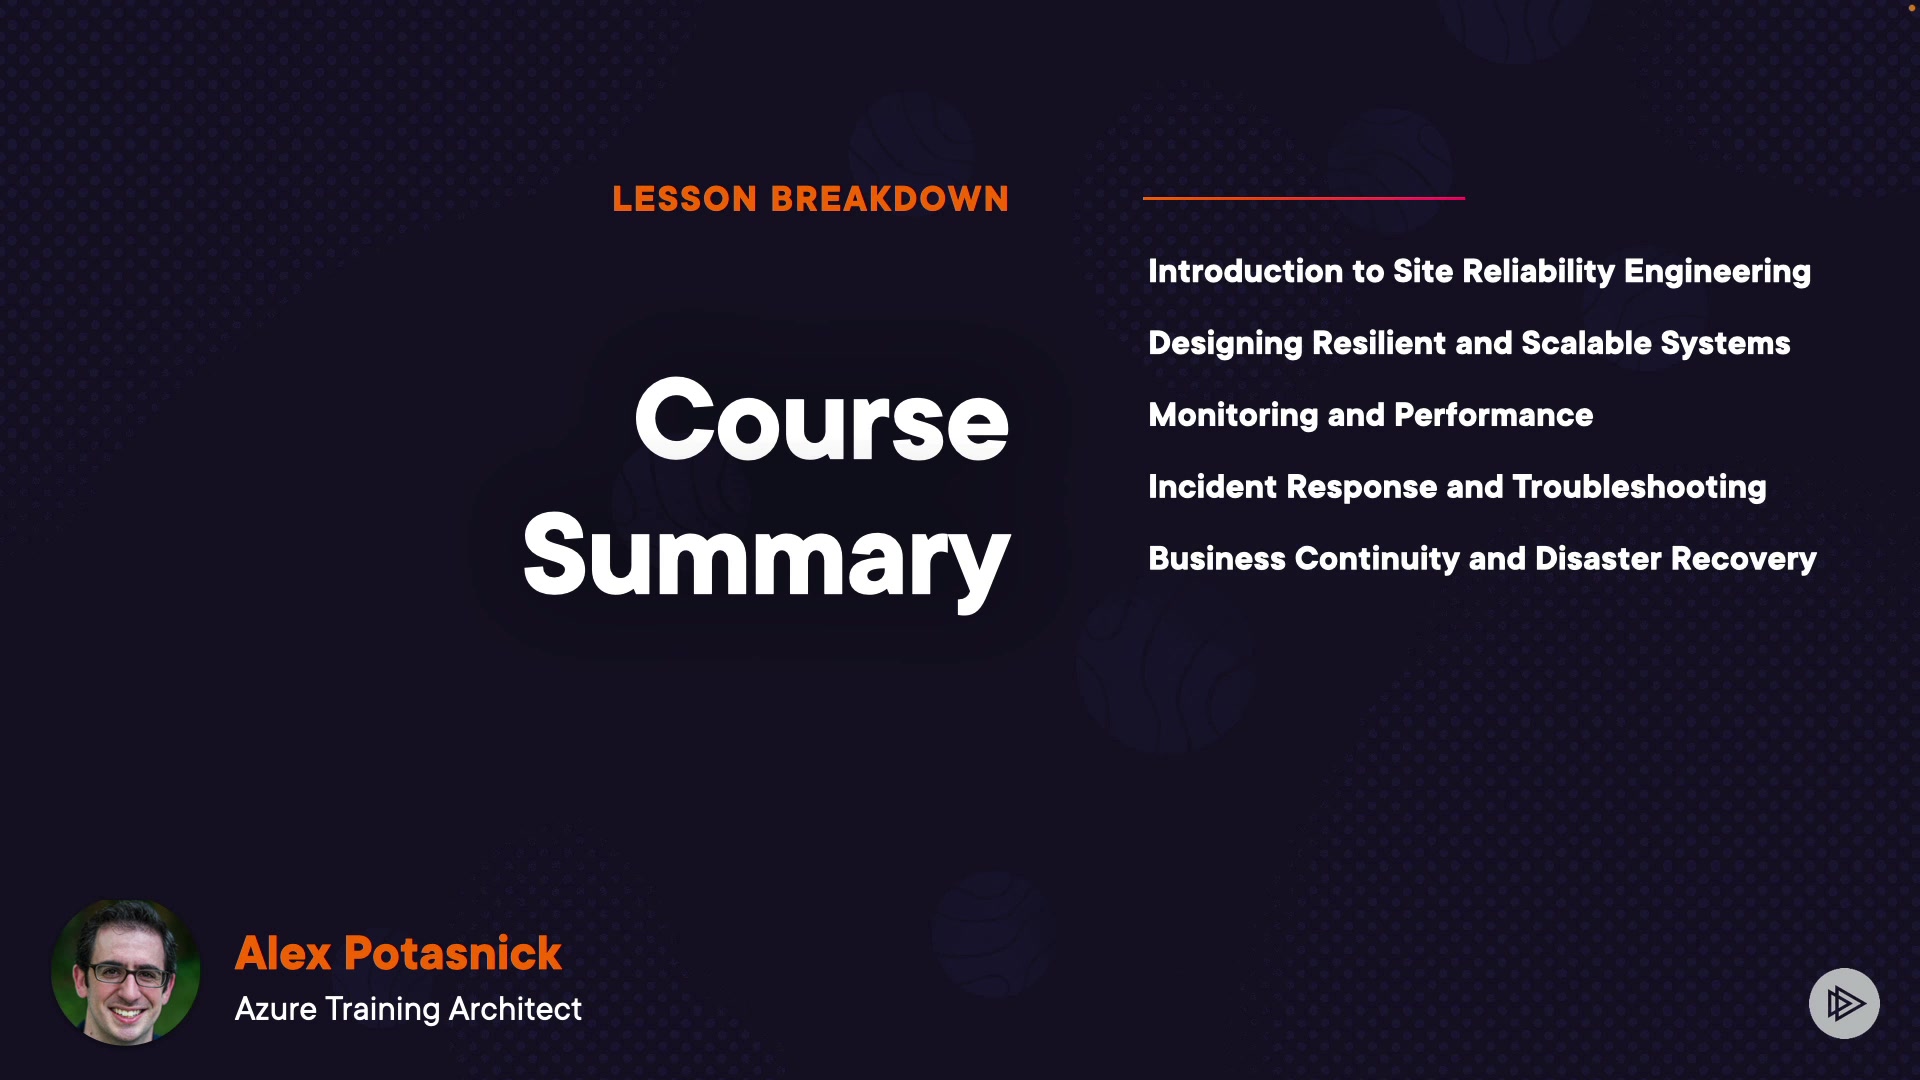 LESSON BREAKDOWN
Course
Summary
Introduction to Site Reliability Engineering
Designing Resilient and Scalable Systems
Monitoring and Performance
Incident Response and Troubleshooting
Business Continuity and Disaster Recovery
Alex Potasnick
Azure Training Architect